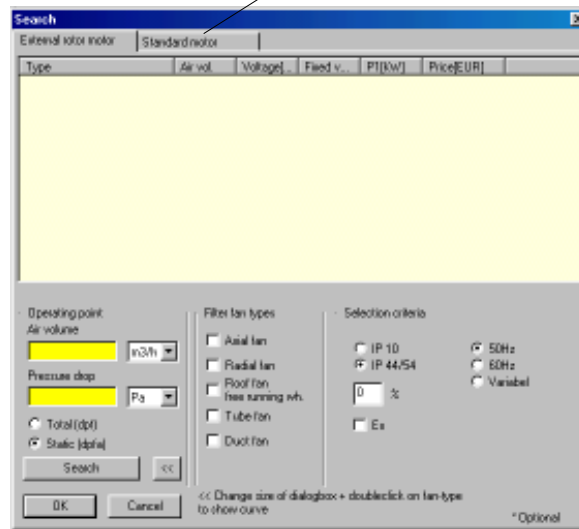 Search
External rotor motor Standard motor
Type Air vol. Voltage[... Fixed v... P1[kW] Price[EUR]
Operating point
Air volume
m3/h
Pressure drop
Pa
Total (dpt)
Static (dpfa)
Search <<
OK Cancel
Filter fan types
Axial fan
Radial fan
Roof fan
free running wh.
Tube fan
Duct fan
Selection criteria
IP 10
IP 44/54
0 %
Ex
50Hz
60Hz
Variabel
<< Change size of dialogbox + doubleclick on fan-type
to show curve
*Optional